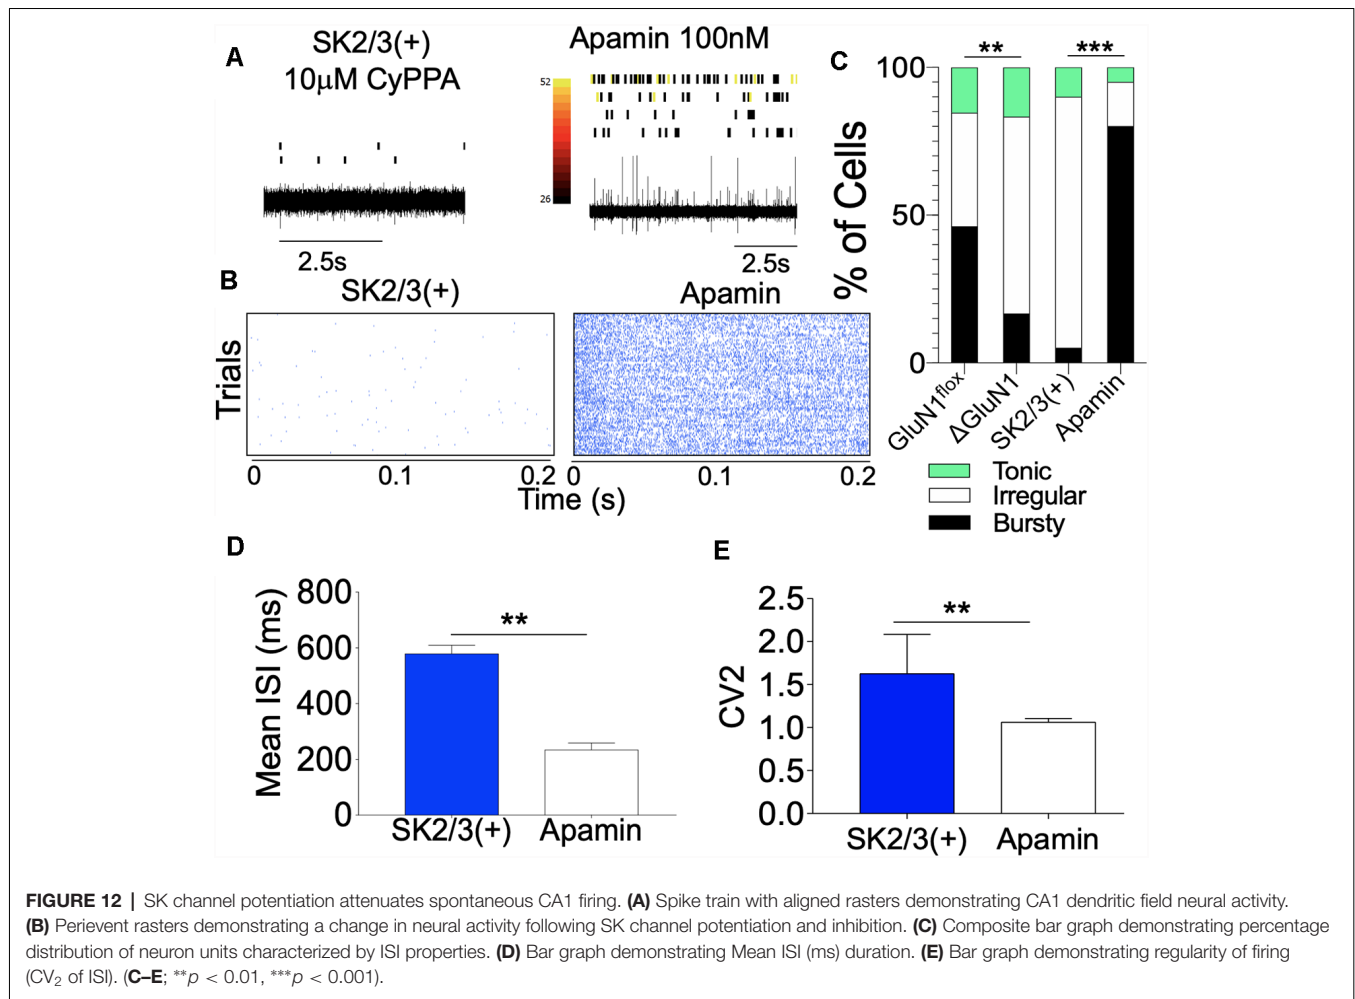 A
SK2/3(+)
10μM CyPPA
2.5s
Apamin 100nM
52
26
2.5s
B
SK2/3(+)
Apamin
Trials
0
0.1
0.2
0
0.1
0.2
Time (s)
C
**
***
% of Cells
100
50
0
GluN1flox
ΔGluN1
SK2/3(+)
Apamin
Tonic
Irregular
Bursty
D
Mean ISI (ms)
800
600
400
200
0
**
SK2/3(+)
Apamin
E
CV2
2.5
2.0
1.5
1.0
0.5
0.0
**
SK2/3(+)
Apamin
FIGURE 12 | SK channel potentiation attenuates spontaneous CA1 firing. (A) Spike train with aligned rasters demonstrating CA1 dendritic field neural activity.
(B) Perievent rasters demonstrating a change in neural activity following SK channel potentiation and inhibition. (C) Composite bar graph demonstrating percentage
distribution of neuron units characterized by ISI properties. (D) Bar graph demonstrating Mean ISI (ms) duration. (E) Bar graph demonstrating regularity of firing
(CV2 of ISI). (C–E; **p < 0.01, ***p < 0.001).